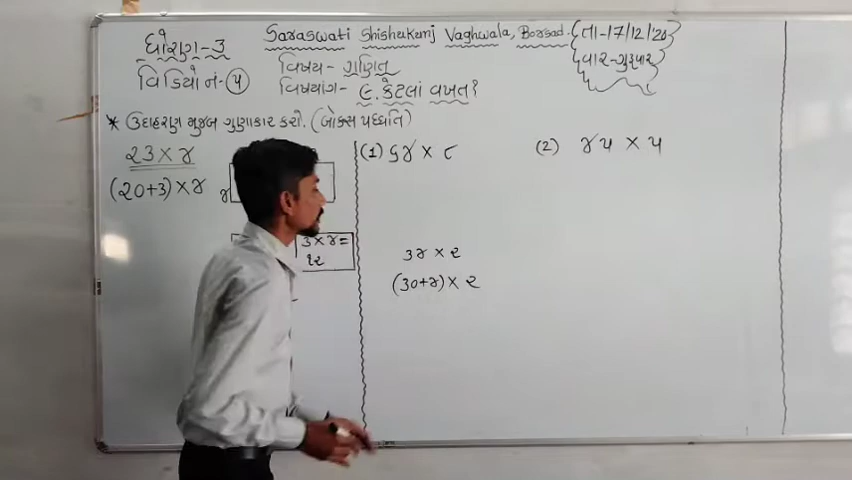 ધોરણ-૩
Saraswati Shishukunj Vaghwala, Borsad.
તા-17/12/20
વિડિયો નં-૫
વિષય- ગણિત
વાર-ગુરૂવાર
વિષયાંગ- ૯. કેટલાં વખત?
* ઉદાહરણ મુજબ ગુણાકાર કરો. (બોક્સ પધ્ધતિ)
૨૩ × ૪
(૨૦+૩) × ૪
૪
૩ × ૪ =
૧૨
(1) ૬૪ × ૮
૩૪ × ૨
(૩૦+૪) × ૨
(2) ૪૫ × ૫